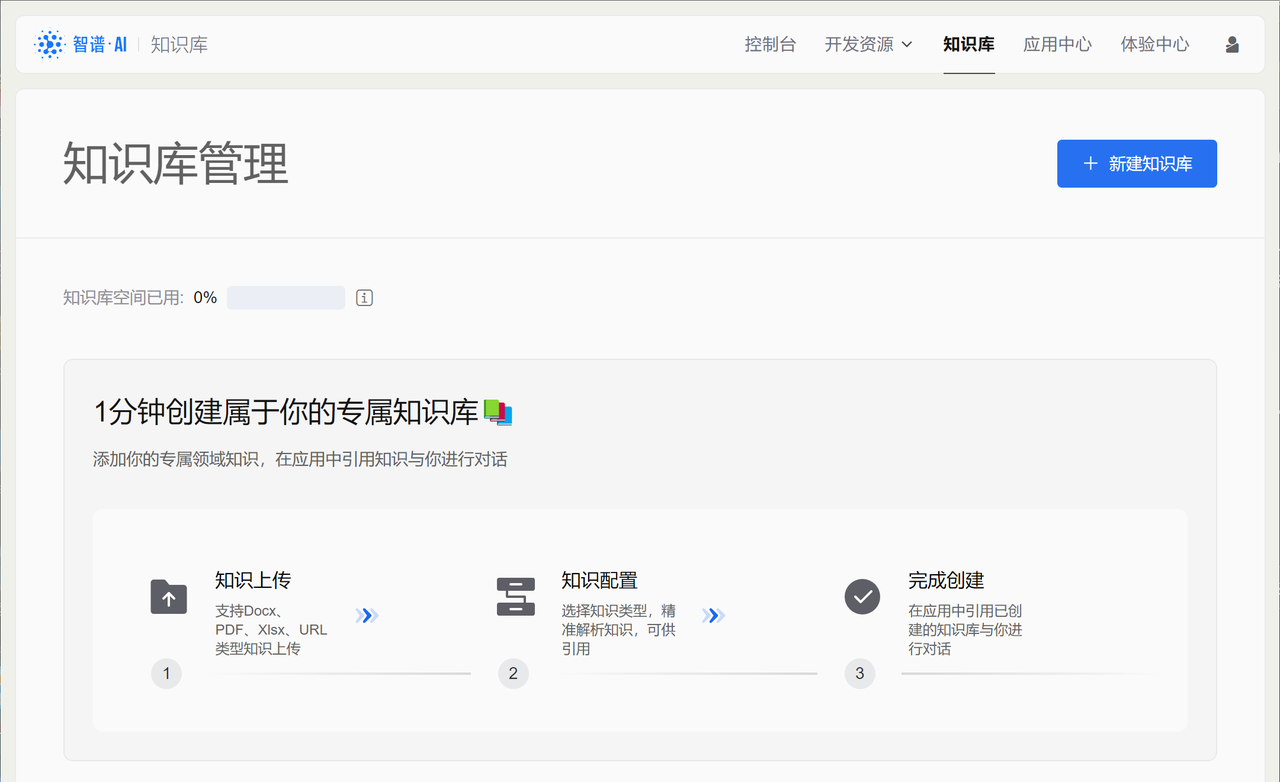 智谱·AI 知识库 控制台 开发资源 知识库 应用中心 体验中心
知识库管理
新建知识库
知识库空间已用: 0%
1分钟创建属于你的专属知识库
添加你的专属领域知识，在应用中引用知识与你进行对话
知识上传
支持Docx、
PDF、Xlsx、URL
类型知识上传
1
知识配置
选择知识类型，精
准解析知识，可供
引用
2
完成创建
在应用中引用已创
建的知识库与你进
行对话
3